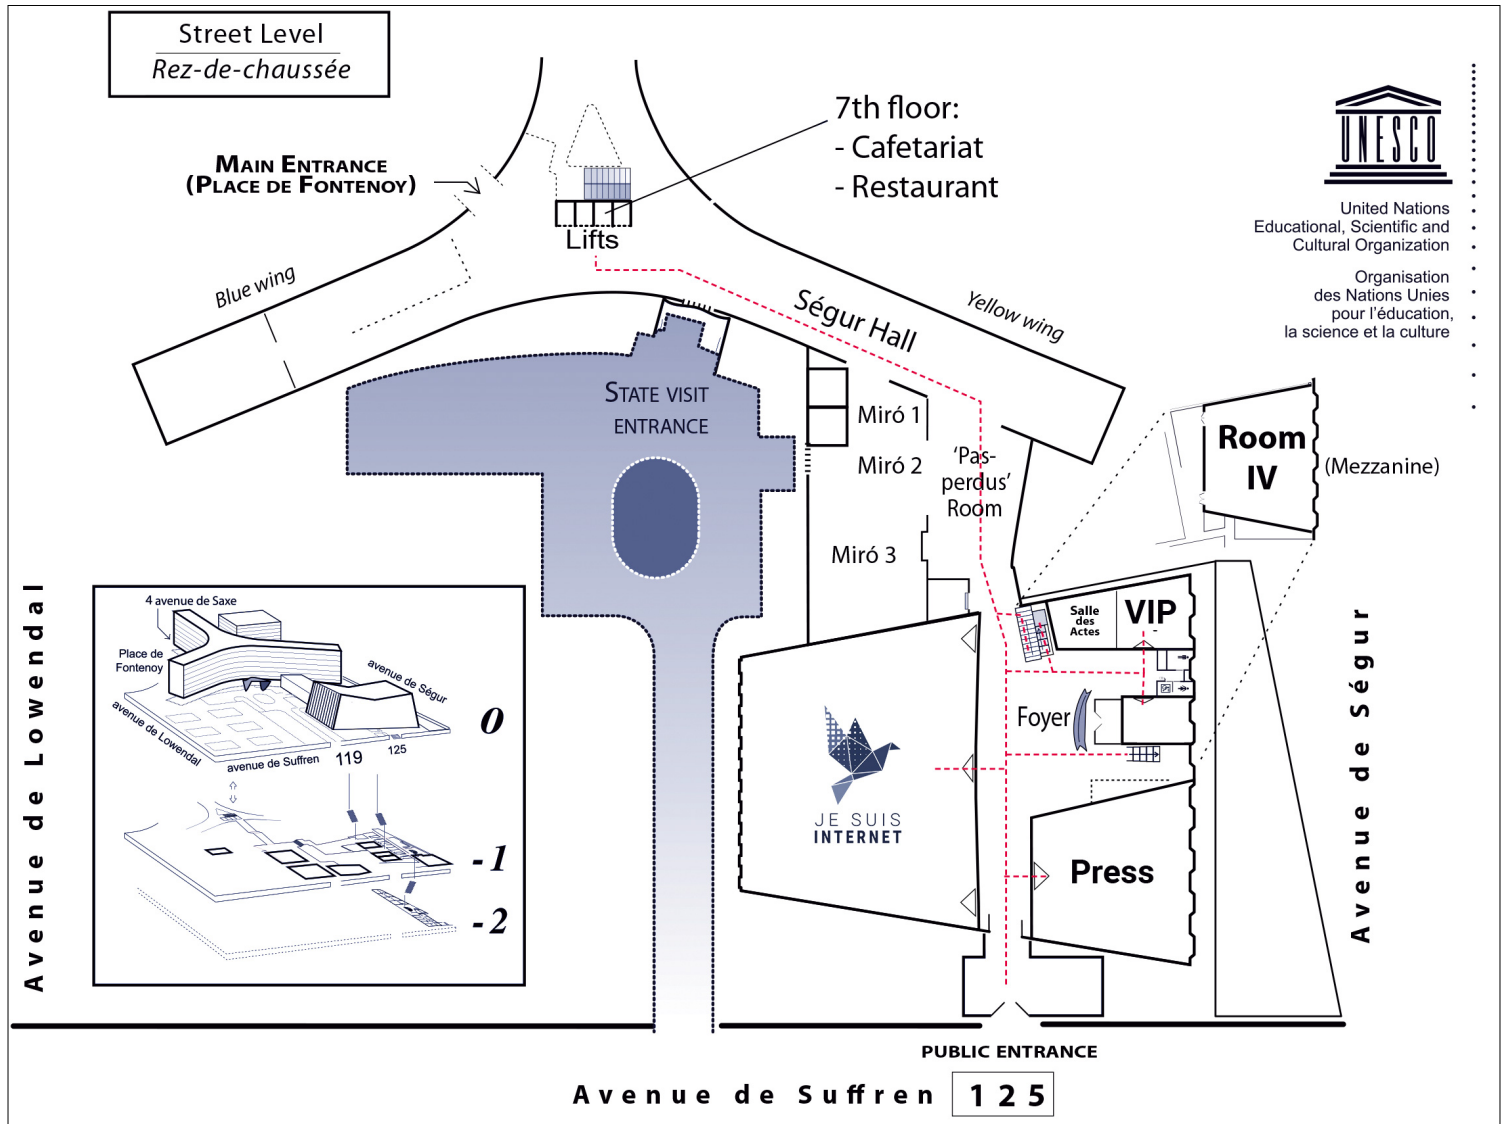 Street Level
Rez-de-chaussée
MAIN ENTRANCE
(PLACE DE FONTENOY)
7th floor:
- Cafetariat
- Restaurant
Lifts
UNESCO
United Nations
Educational, Scientific and
Cultural Organization
Organisation
des Nations Unies
pour l'éducation,
la science et la culture
Blue wing
Ségur Hall
Yellow wing
STATE VISIT
ENTRANCE
Miró 1
Miró 2
Miró 3
'Pas-
perdus'
Room
Room
IV
(Mezzanine)
Salle
des
Actes
VIP
Foyer
JE SUIS
INTERNET
Press
4 avenue de Saxe
Place de
Fontenoy
avenue de Ségur
avenue de Lowendal
avenue de Suffren
119
125
0
-1
-2
Avenue de Lowendal
Avenue de Ségur
PUBLIC ENTRANCE
Avenue de Suffren 125